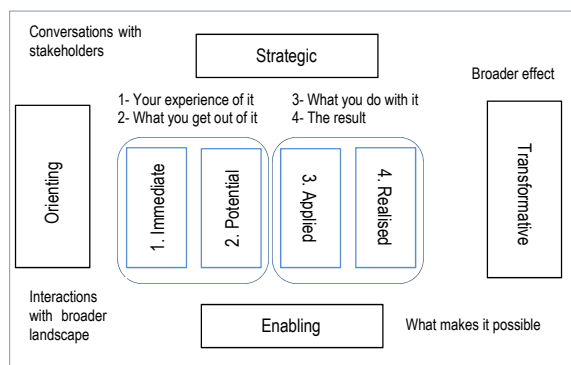 Conversations with
stakeholders
Strategic
Broader effect
1- Your experience of it
2- What you get out of it
3- What you do with it
4- The result
Orienting
1. Immediate
2. Potential
3. Applied
4. Realised
Transformative
Interactions
with broader
landscape
Enabling
What makes it possible